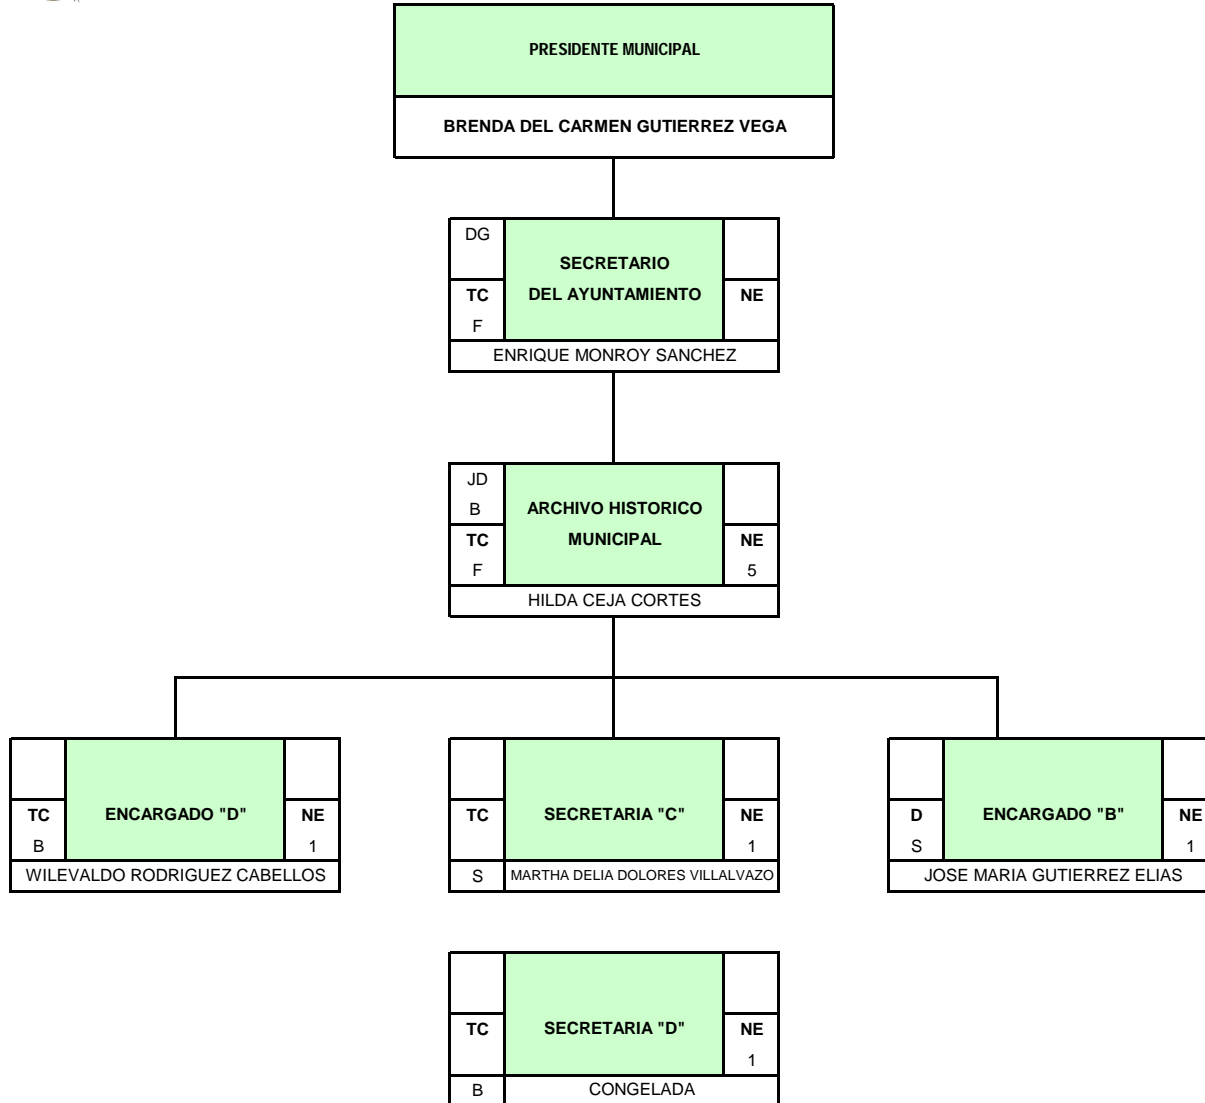 PRESIDENTE MUNICIPAL
BRENDA DEL CARMEN GUTIERREZ VEGA
DG
SECRETARIO
TC DEL AYUNTAMIENTO NE
F
ENRIQUE MONROY SANCHEZ
JD
B ARCHIVO HISTORICO
TC MUNICIPAL NE
F 5
HILDA CEJA CORTES
TC ENCARGADO "D" NE
B 1
WILEVALDO RODRIGUEZ CABELLOS
TC SECRETARIA "C" NE
1
S MARTHA DELIA DOLORES VILLALVAZO
D ENCARGADO "B" NE
S 1
JOSE MARIA GUTIERREZ ELIAS
TC SECRETARIA "D" NE
1
B CONGELADA